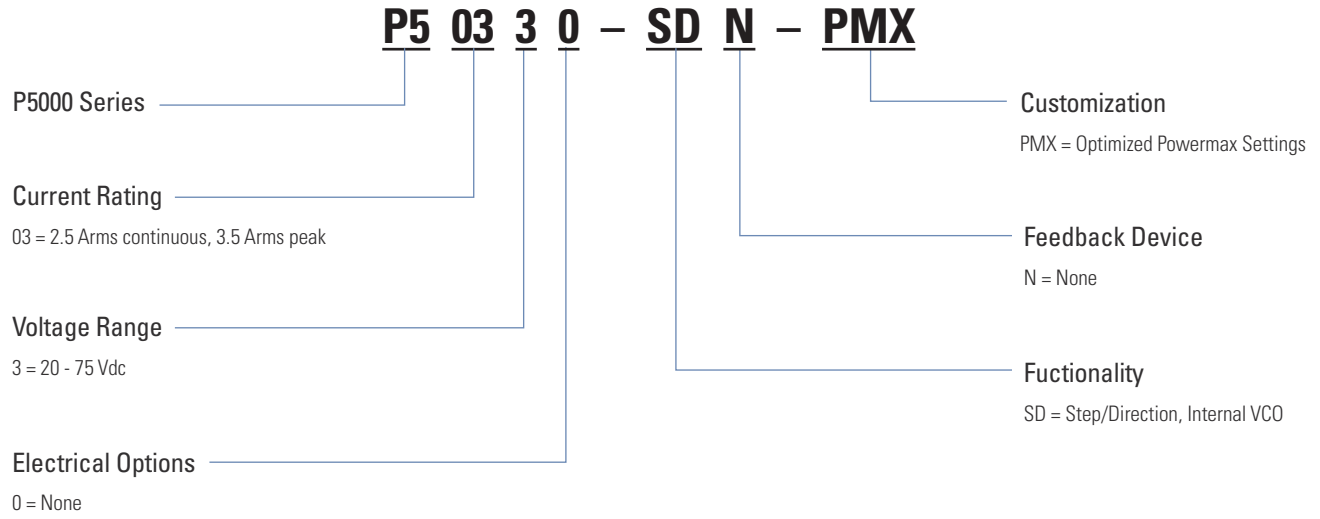 P5 03 3 0 – SD N – PMX
P5000 Series
Current Rating
03 = 2.5 Arms continuous, 3.5 Arms peak
Voltage Range
3 = 20 - 75 Vdc
Electrical Options
0 = None
Customization
PMX = Optimized Powermax Settings
Feedback Device
N = None
Fuctionality
SD = Step/Direction, Internal VCO